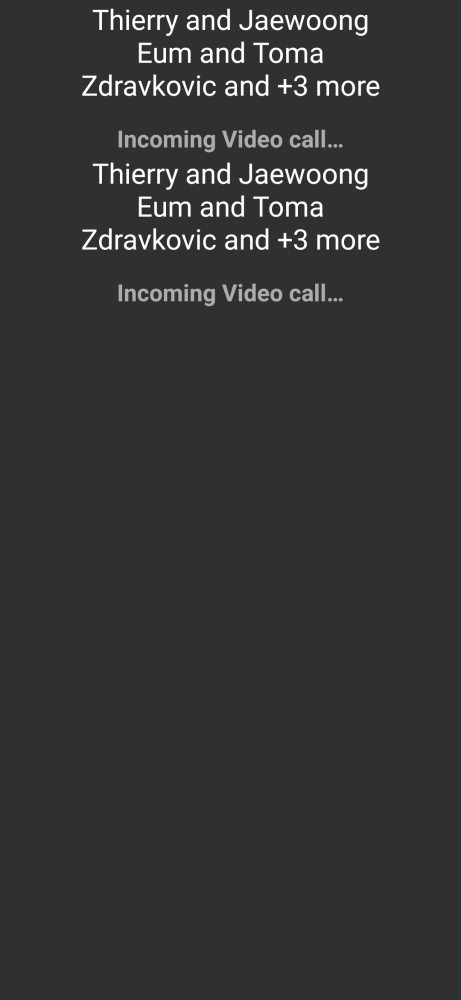 Thierry and Jaewoong
Eum and Toma
Zdravkovic and +3 more
Incoming Video call…
Thierry and Jaewoong
Eum and Toma
Zdravkovic and +3 more
Incoming Video call…